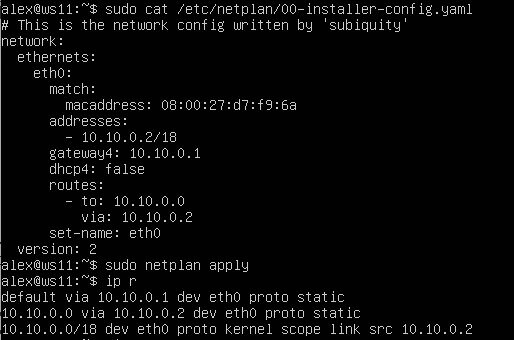 alex@ws11:~$ sudo cat /etc/netplan/00-installer-config.yaml
# This is the network config written by 'subiquity'
network:
  ethernets:
    eth0:
      match:
        macaddress: 08:00:27:d7:f9:6a
      addresses:
        - 10.10.0.2/18
      gateway4: 10.10.0.1
      dhcp4: false
      routes:
        - to: 10.10.0.0
          via: 10.10.0.2
      set-name: eth0
  version: 2
alex@ws11:~$ sudo netplan apply
alex@ws11:~$ ip r
default via 10.10.0.1 dev eth0 proto static
10.10.0.0 via 10.10.0.2 dev eth0 proto static
10.10.0.0/18 dev eth0 proto kernel scope link src 10.10.0.2